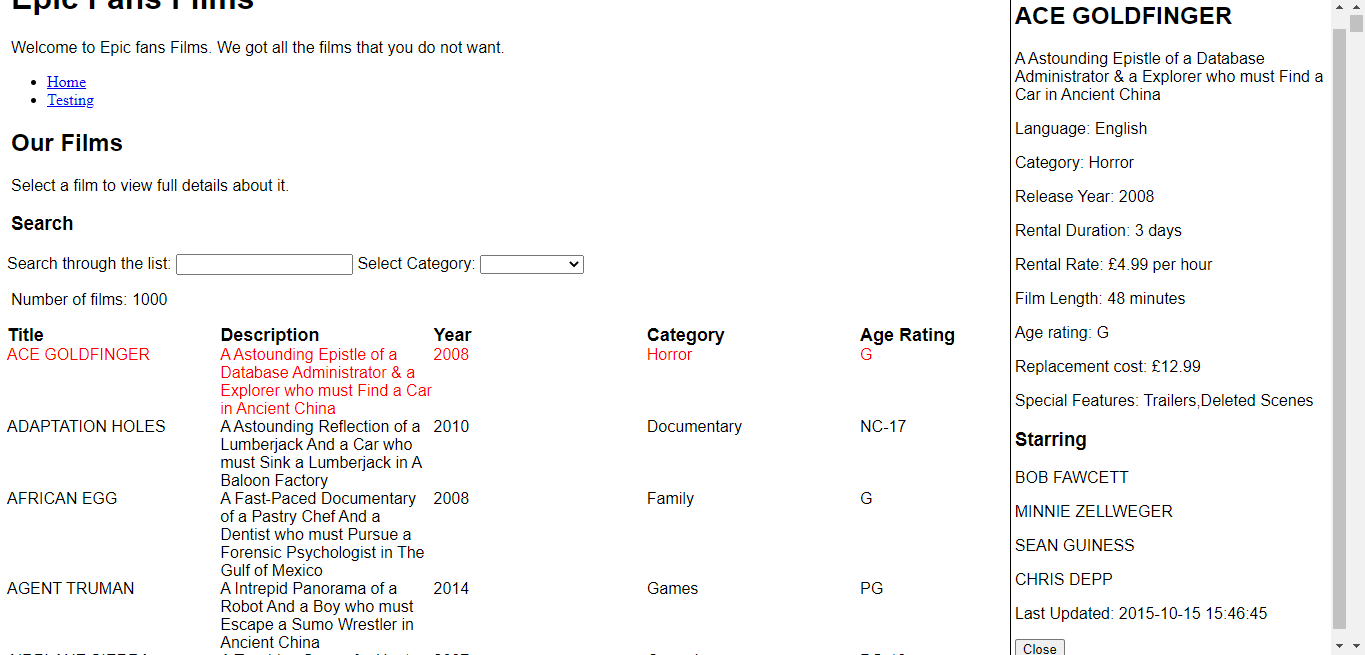 Epic Fans Films
Welcome to Epic fans Films. We got all the films that you do not want.
Home
Testing
Our Films
Select a film to view full details about it.
Search
Search through the list: Select Category:
Number of films: 1000
Title Description Year Category Age Rating
ACE GOLDFINGER A Astounding Epistle of a 2008 Horror G
Database Administrator & a
Explorer who must Find a Car
in Ancient China
ADAPTATION HOLES A Astounding Reflection of a 2010 Documentary NC-17
Lumberjack And a Car who
must Sink a Lumberjack in A
Baloon Factory
AFRICAN EGG A Fast-Paced Documentary 2008 Family G
of a Pastry Chef And a
Dentist who must Pursue a
Forensic Psychologist in The
Gulf of Mexico
AGENT TRUMAN A Intrepid Panorama of a 2014 Games PG
Robot And a Boy who must
Escape a Sumo Wrestler in
Ancient China
ACE GOLDFINGER
A Astounding Epistle of a Database
Administrator & a Explorer who must Find a
Car in Ancient China
Language: English
Category: Horror
Release Year: 2008
Rental Duration: 3 days
Rental Rate: £4.99 per hour
Film Length: 48 minutes
Age rating: G
Replacement cost: £12.99
Special Features: Trailers,Deleted Scenes
Starring
BOB FAWCETT
MINNIE ZELLWEGER
SEAN GUINESS
CHRIS DEPP
Last Updated: 2015-10-15 15:46:45
Close